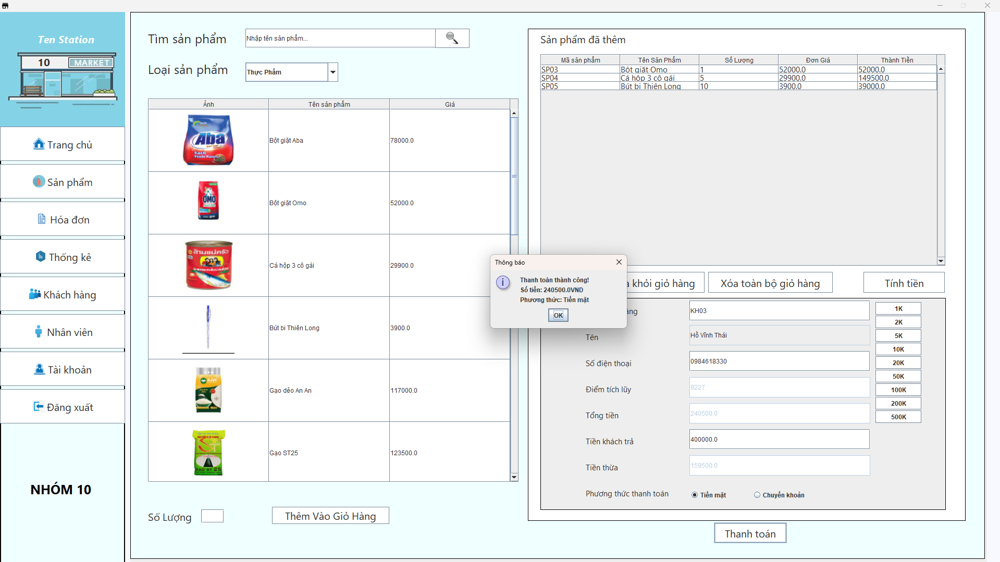 Ten Station
10 MARKET
Trang chủ
Sản phẩm
Hóa đơn
Thống kê
Khách hàng
Nhân viên
Tài khoản
Đăng xuất
NHÓM 10
Tìm sản phẩm
Nhập tên sản phẩm...
Loại sản phẩm
Thực Phẩm
Ảnh Tên sản phẩm Giá
Aba
Bột giặt Aba 78000.0
OMO
Bột giặt Omo 52000.0
Cá hộp 3 cô gái 29900.0
Bút bi Thiên Long 3900.0
Gạo dẻo An An 117000.0
GAO ST 25
Gạo ST25 123500.0
Số Lượng
Thêm Vào Giỏ Hàng
Sản phẩm đã thêm
Mã sản phẩm Tên Sản Phẩm Số Lượng Đơn Giá Thành Tiền
SP03 Bột giặt Omo 1 52000.0 52000.0
SP04 Cá hộp 3 cô gái 5 29900.0 149500.0
SP05 Bút bi Thiên Long 10 3900.0 39000.0
khỏi giỏ hàng
Xóa toàn bộ giỏ hàng
Tính tiền
Thông báo
Thanh toán thành công!
Số tiền: 240500.0VND
Phương thức: Tiền mặt
OK
KH03
Tên Hồ Vĩnh Thái
Số điện thoại 0984618330
Điểm tích lũy 9227
Tổng tiền 240500.0
Tiền khách trả 400000.0
Tiền thừa 159500.0
Phương thức thanh toán Tiền mặt Chuyển khoản
1K
2K
5K
10K
20K
50K
100K
200K
500K
Thanh toán